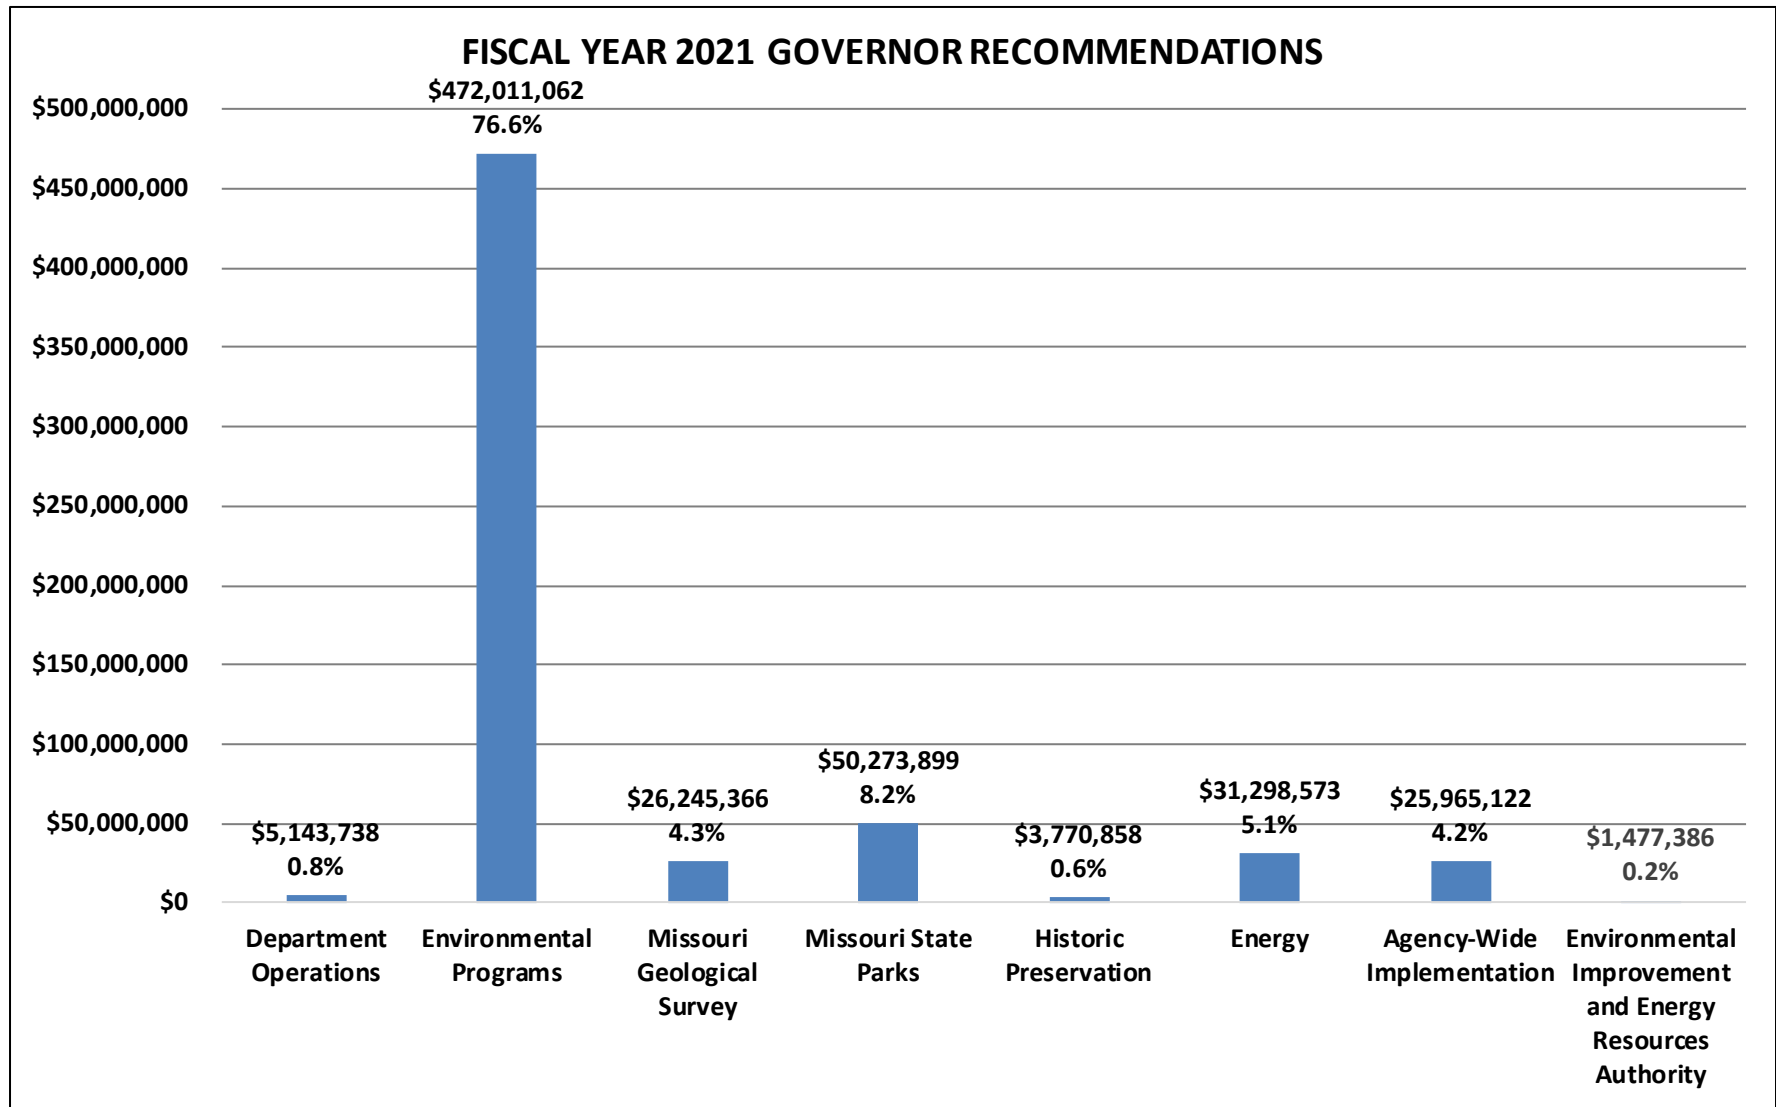 FISCAL YEAR 2021 GOVERNOR RECOMMENDATIONS
$500,000,000
$450,000,000
$400,000,000
$350,000,000
$300,000,000
$250,000,000
$200,000,000
$150,000,000
$100,000,000
$50,000,000
$0
$5,143,738
0.8%
$472,011,062
76.6%
$26,245,366
4.3%
$50,273,899
8.2%
$3,770,858
0.6%
$31,298,573
5.1%
$25,965,122
4.2%
$1,477,386
0.2%
Department
Operations
Environmental
Programs
Missouri
Geological
Survey
Missouri State
Parks
Historic
Preservation
Energy
Agency-Wide
Implementation
Environmental
Improvement
and Energy
Resources
Authority